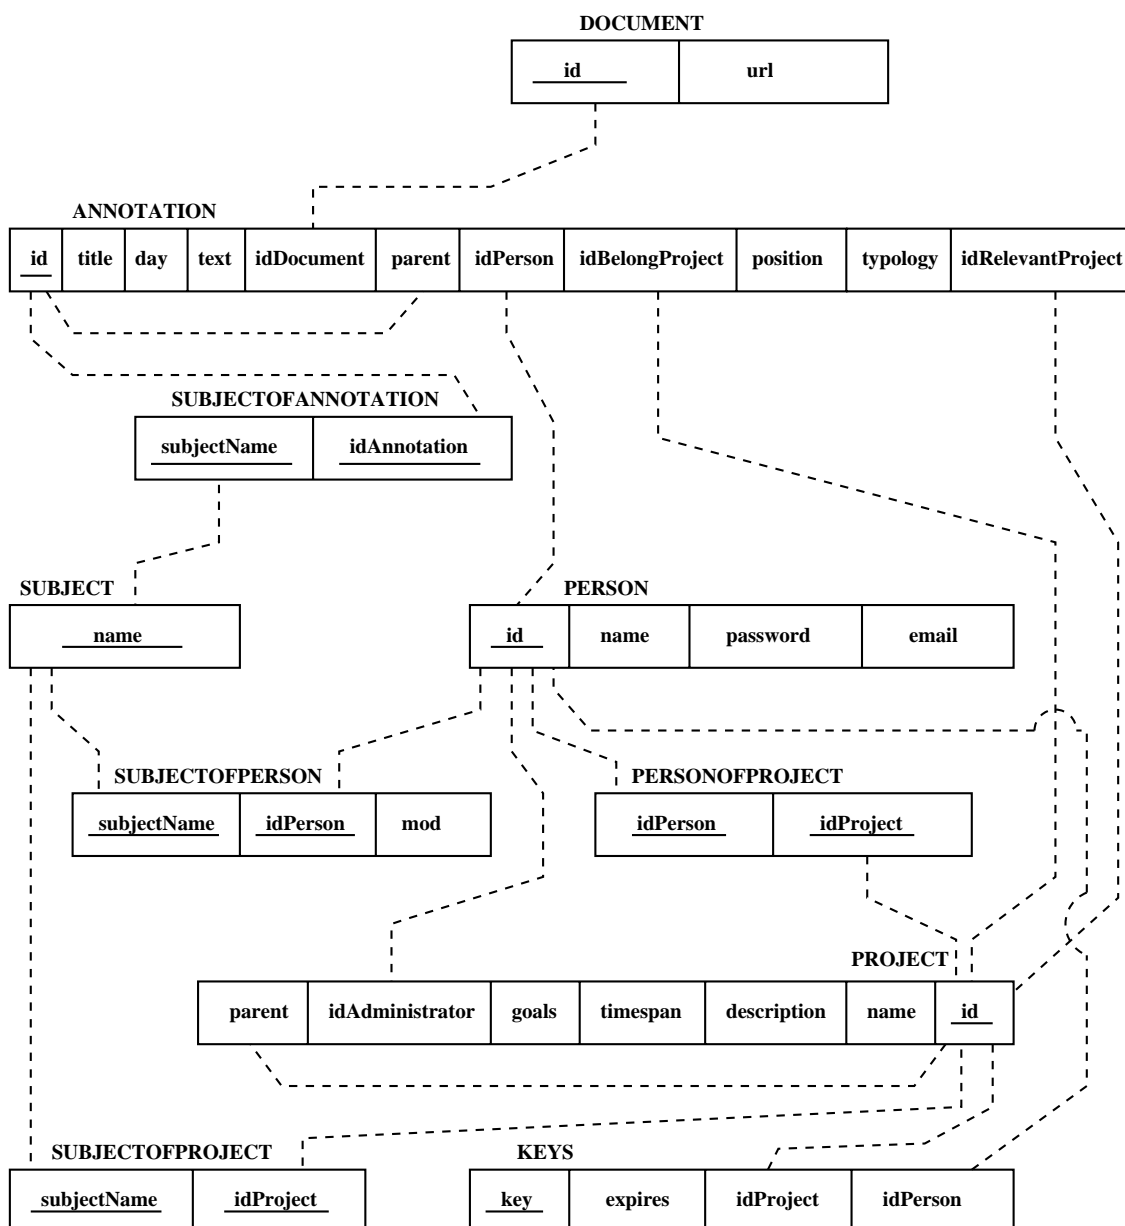 DOCUMENT
id url
ANNOTATION
id title day text idDocument parent idPerson idBelongProject position typology idRelevantProject
SUBJECTOFANNOTATION
subjectName idAnnotation
SUBJECT PERSON
name
id name password email
SUBJECTOFPERSON PERSONOFPROJECT
subjectName idPerson mod idPerson idProject
PROJECT
parent idAdministrator goals timespan description name id
SUBJECTOFPROJECT KEYS
subjectName idProject key expires idProject idPerson